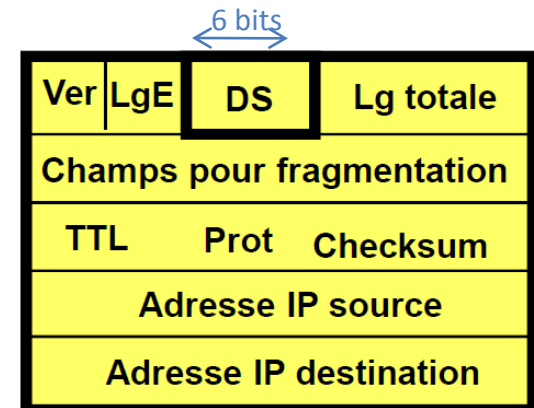 6 bits
Ver LgE DS Lg totale
Champs pour fragmentation
TTL Prot Checksum
Adresse IP source
Adresse IP destination